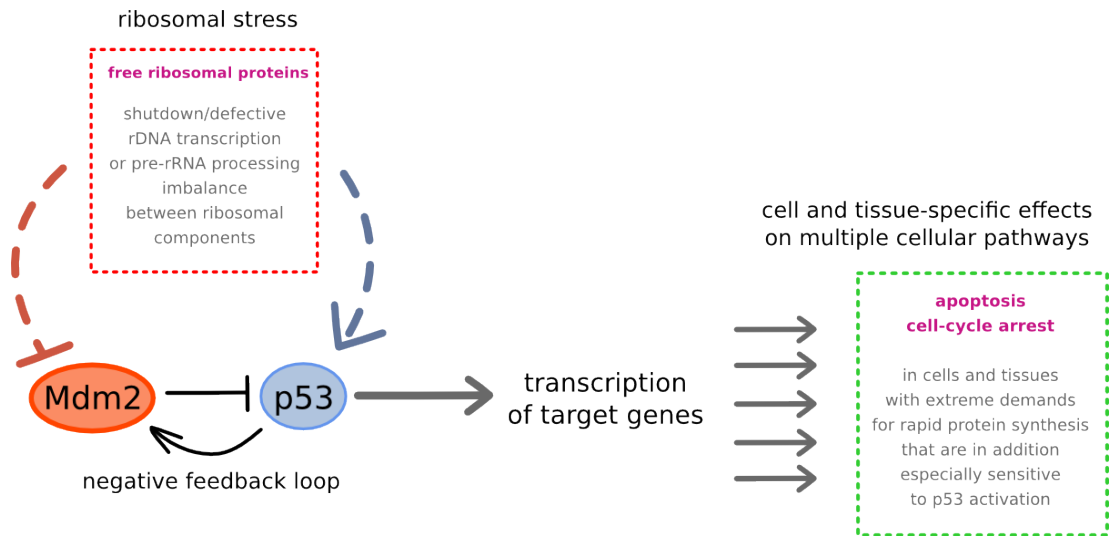 ribosomal stress
free ribosomal proteins
shutdown/defective
rDNA transcription
or pre-rRNA processing
imbalance
between ribosomal
components
Mdm2
p53
negative feedback loop
transcription
of target genes
cell and tissue-specific effects
on multiple cellular pathways
apoptosis
cell-cycle arrest
in cells and tissues
with extreme demands
for rapid protein synthesis
that are in addition
especially sensitive
to p53 activation